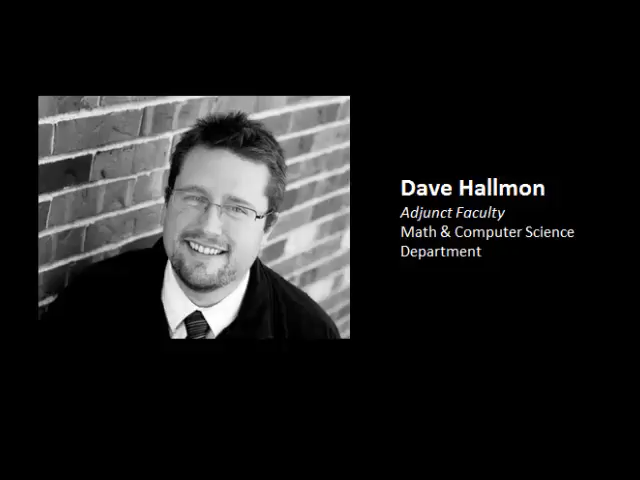 Dave Hallmon
Adjunct Faculty
Math & Computer Science
Department